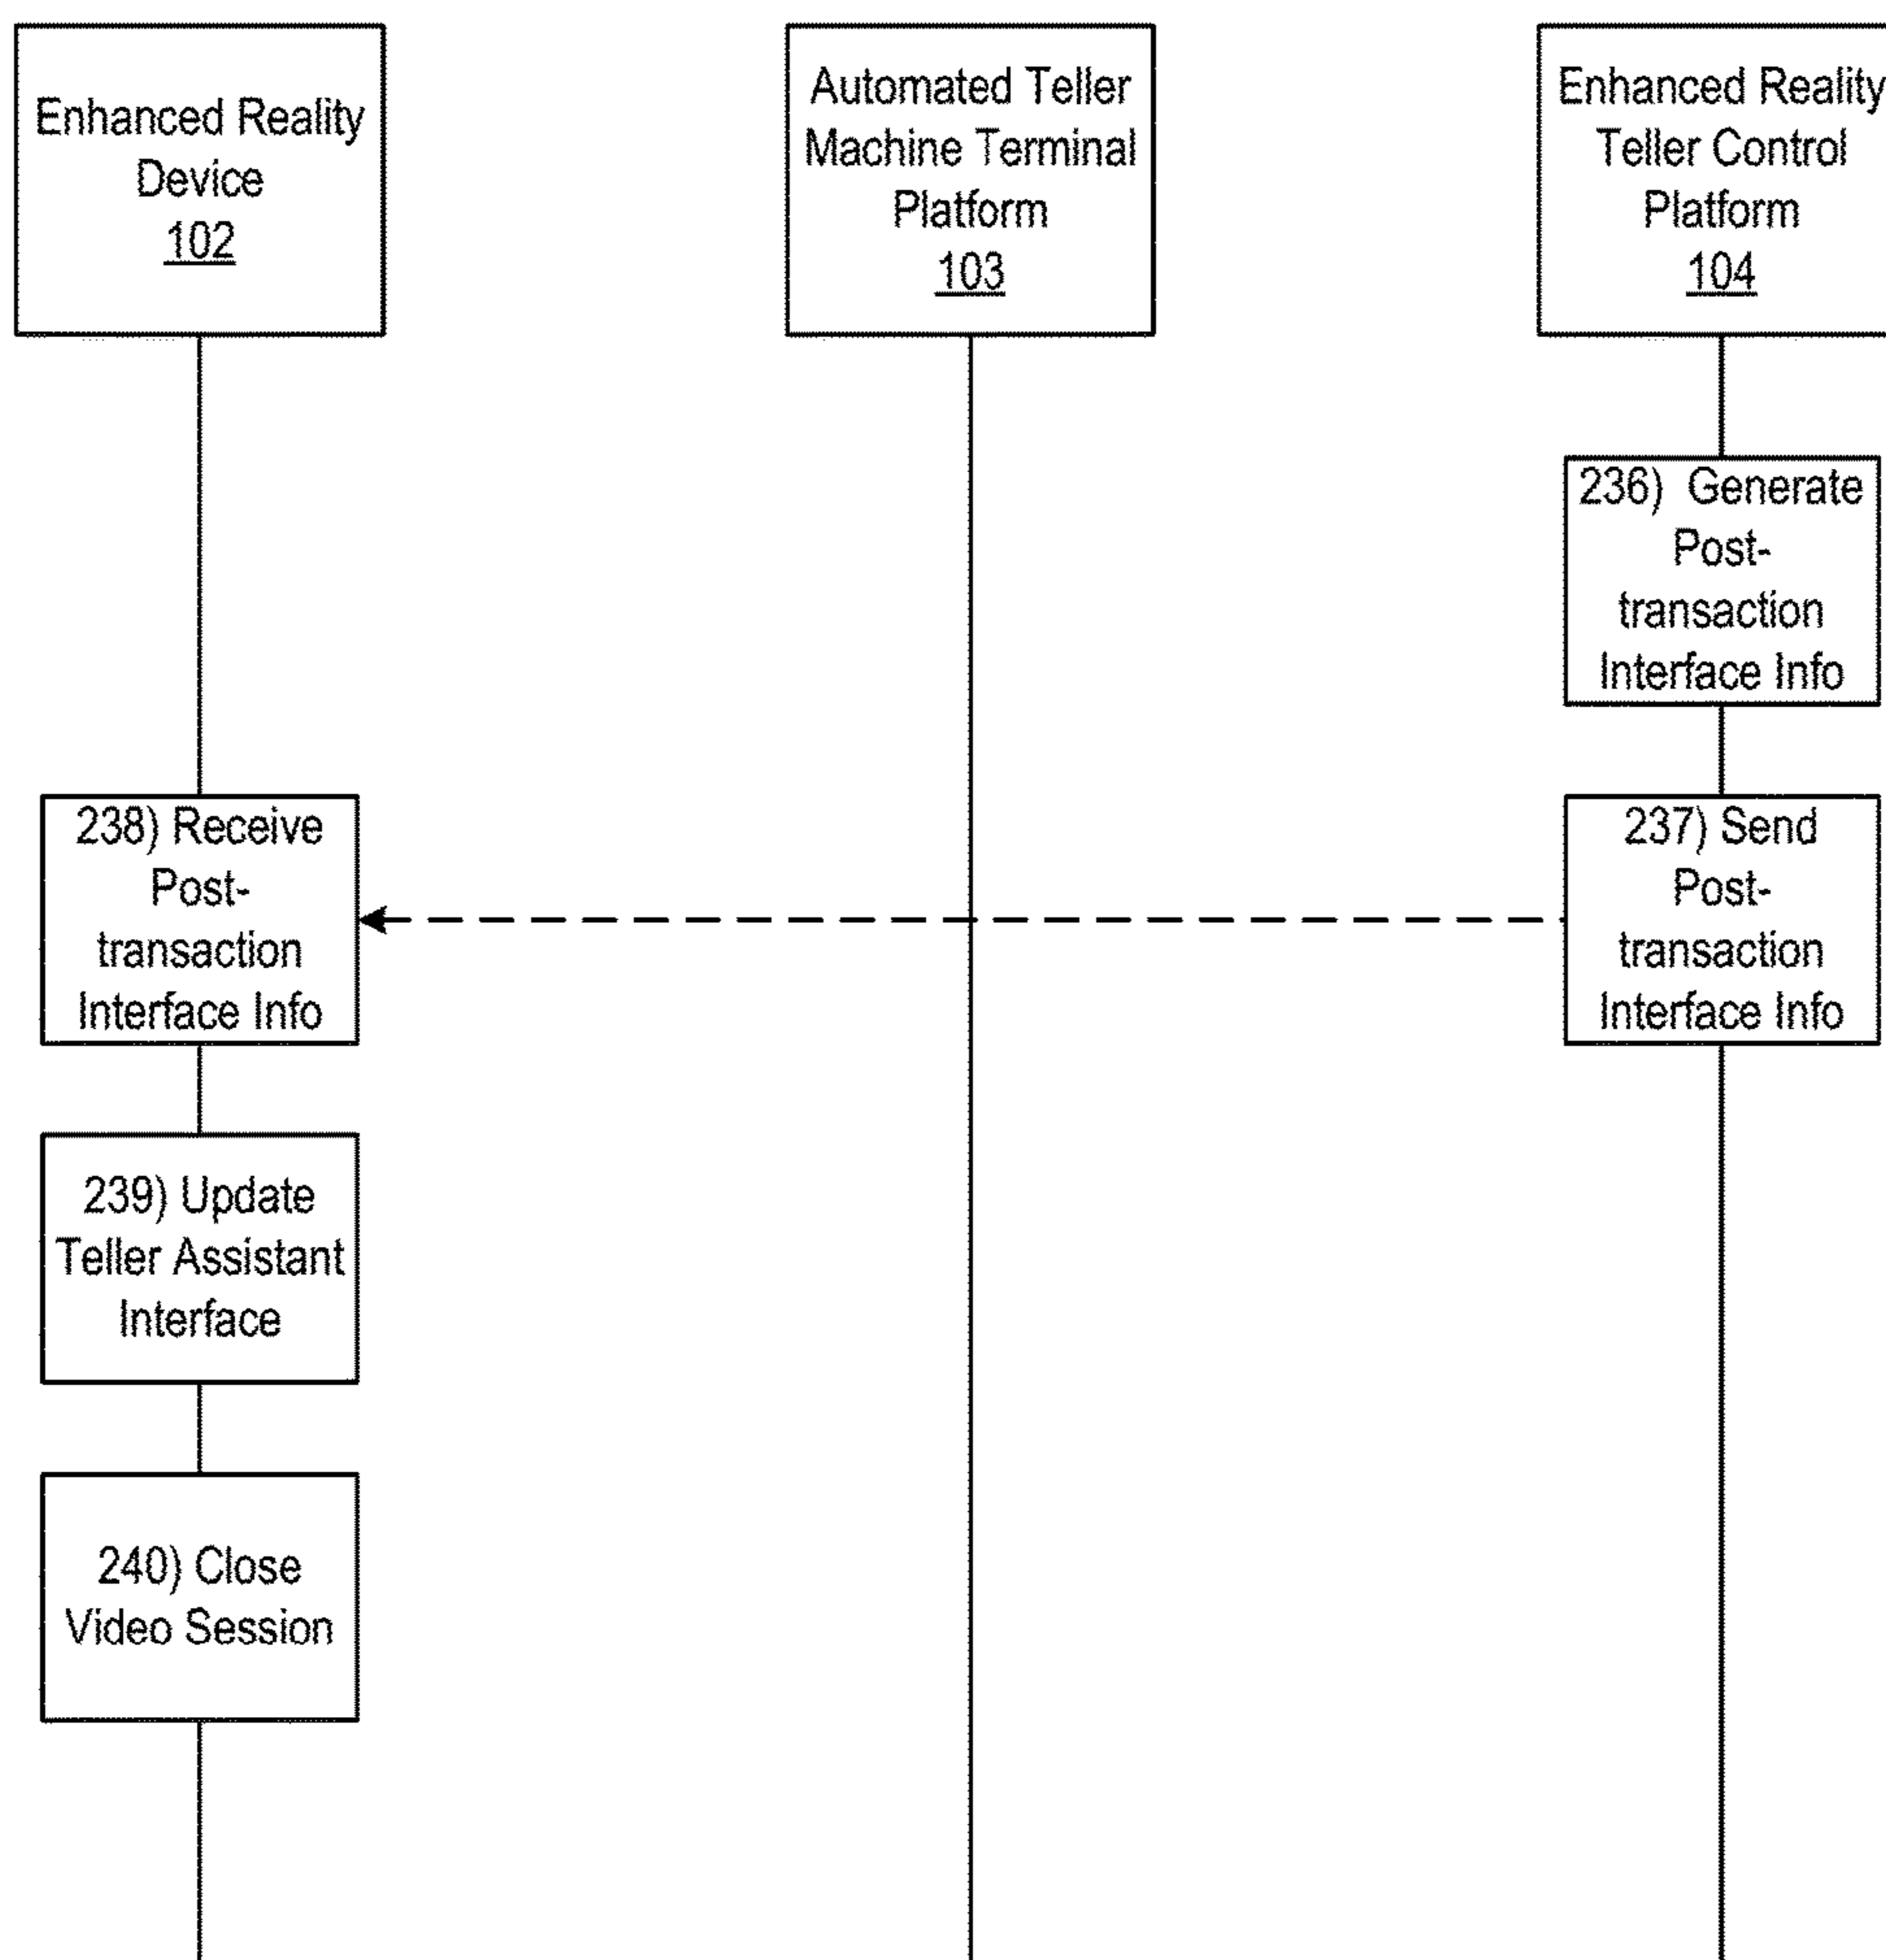 Enhanced Reality
Device
102
Automated Teller
Machine Terminal
Platform
103
Enhanced Reality
Teller Control
Platform
104
236) Generate
Post-
transaction
Interface Info
238) Receive
Post-
transaction
Interface Info
237) Send
Post-
transaction
Interface Info
239) Update
Teller Assistant
Interface
240) Close
Video Session